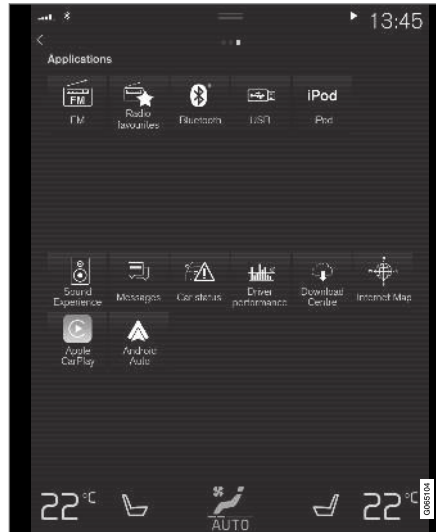 13:45
Applications
FM
iPod
FM
Radio
favourites
Bluetooth
USB
iPod
Sound
Experience
Messages
Car status
Driver
performance
Download
Centre
Internet Map
Apple
CarPlay
Android
Auto
22°C
AUTO
22°C
G065104